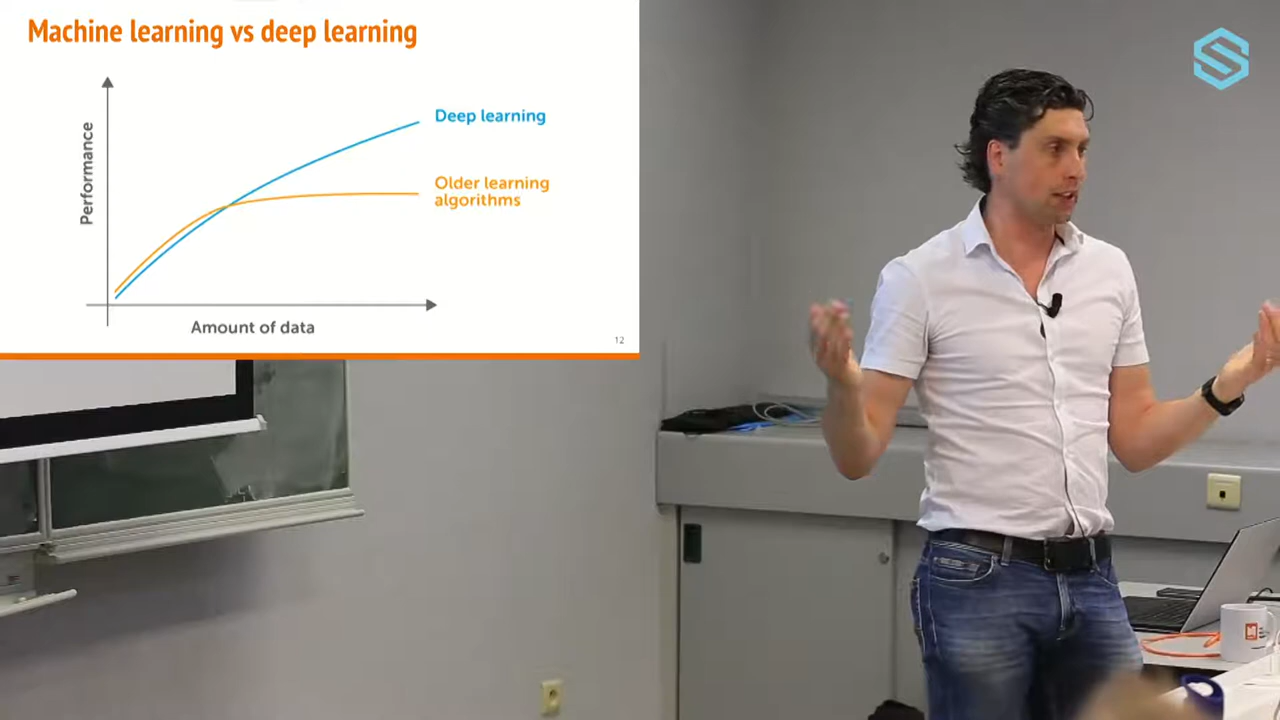 Machine learning vs deep learning
Performance
Deep learning
Older learning
algorithms
Amount of data
12